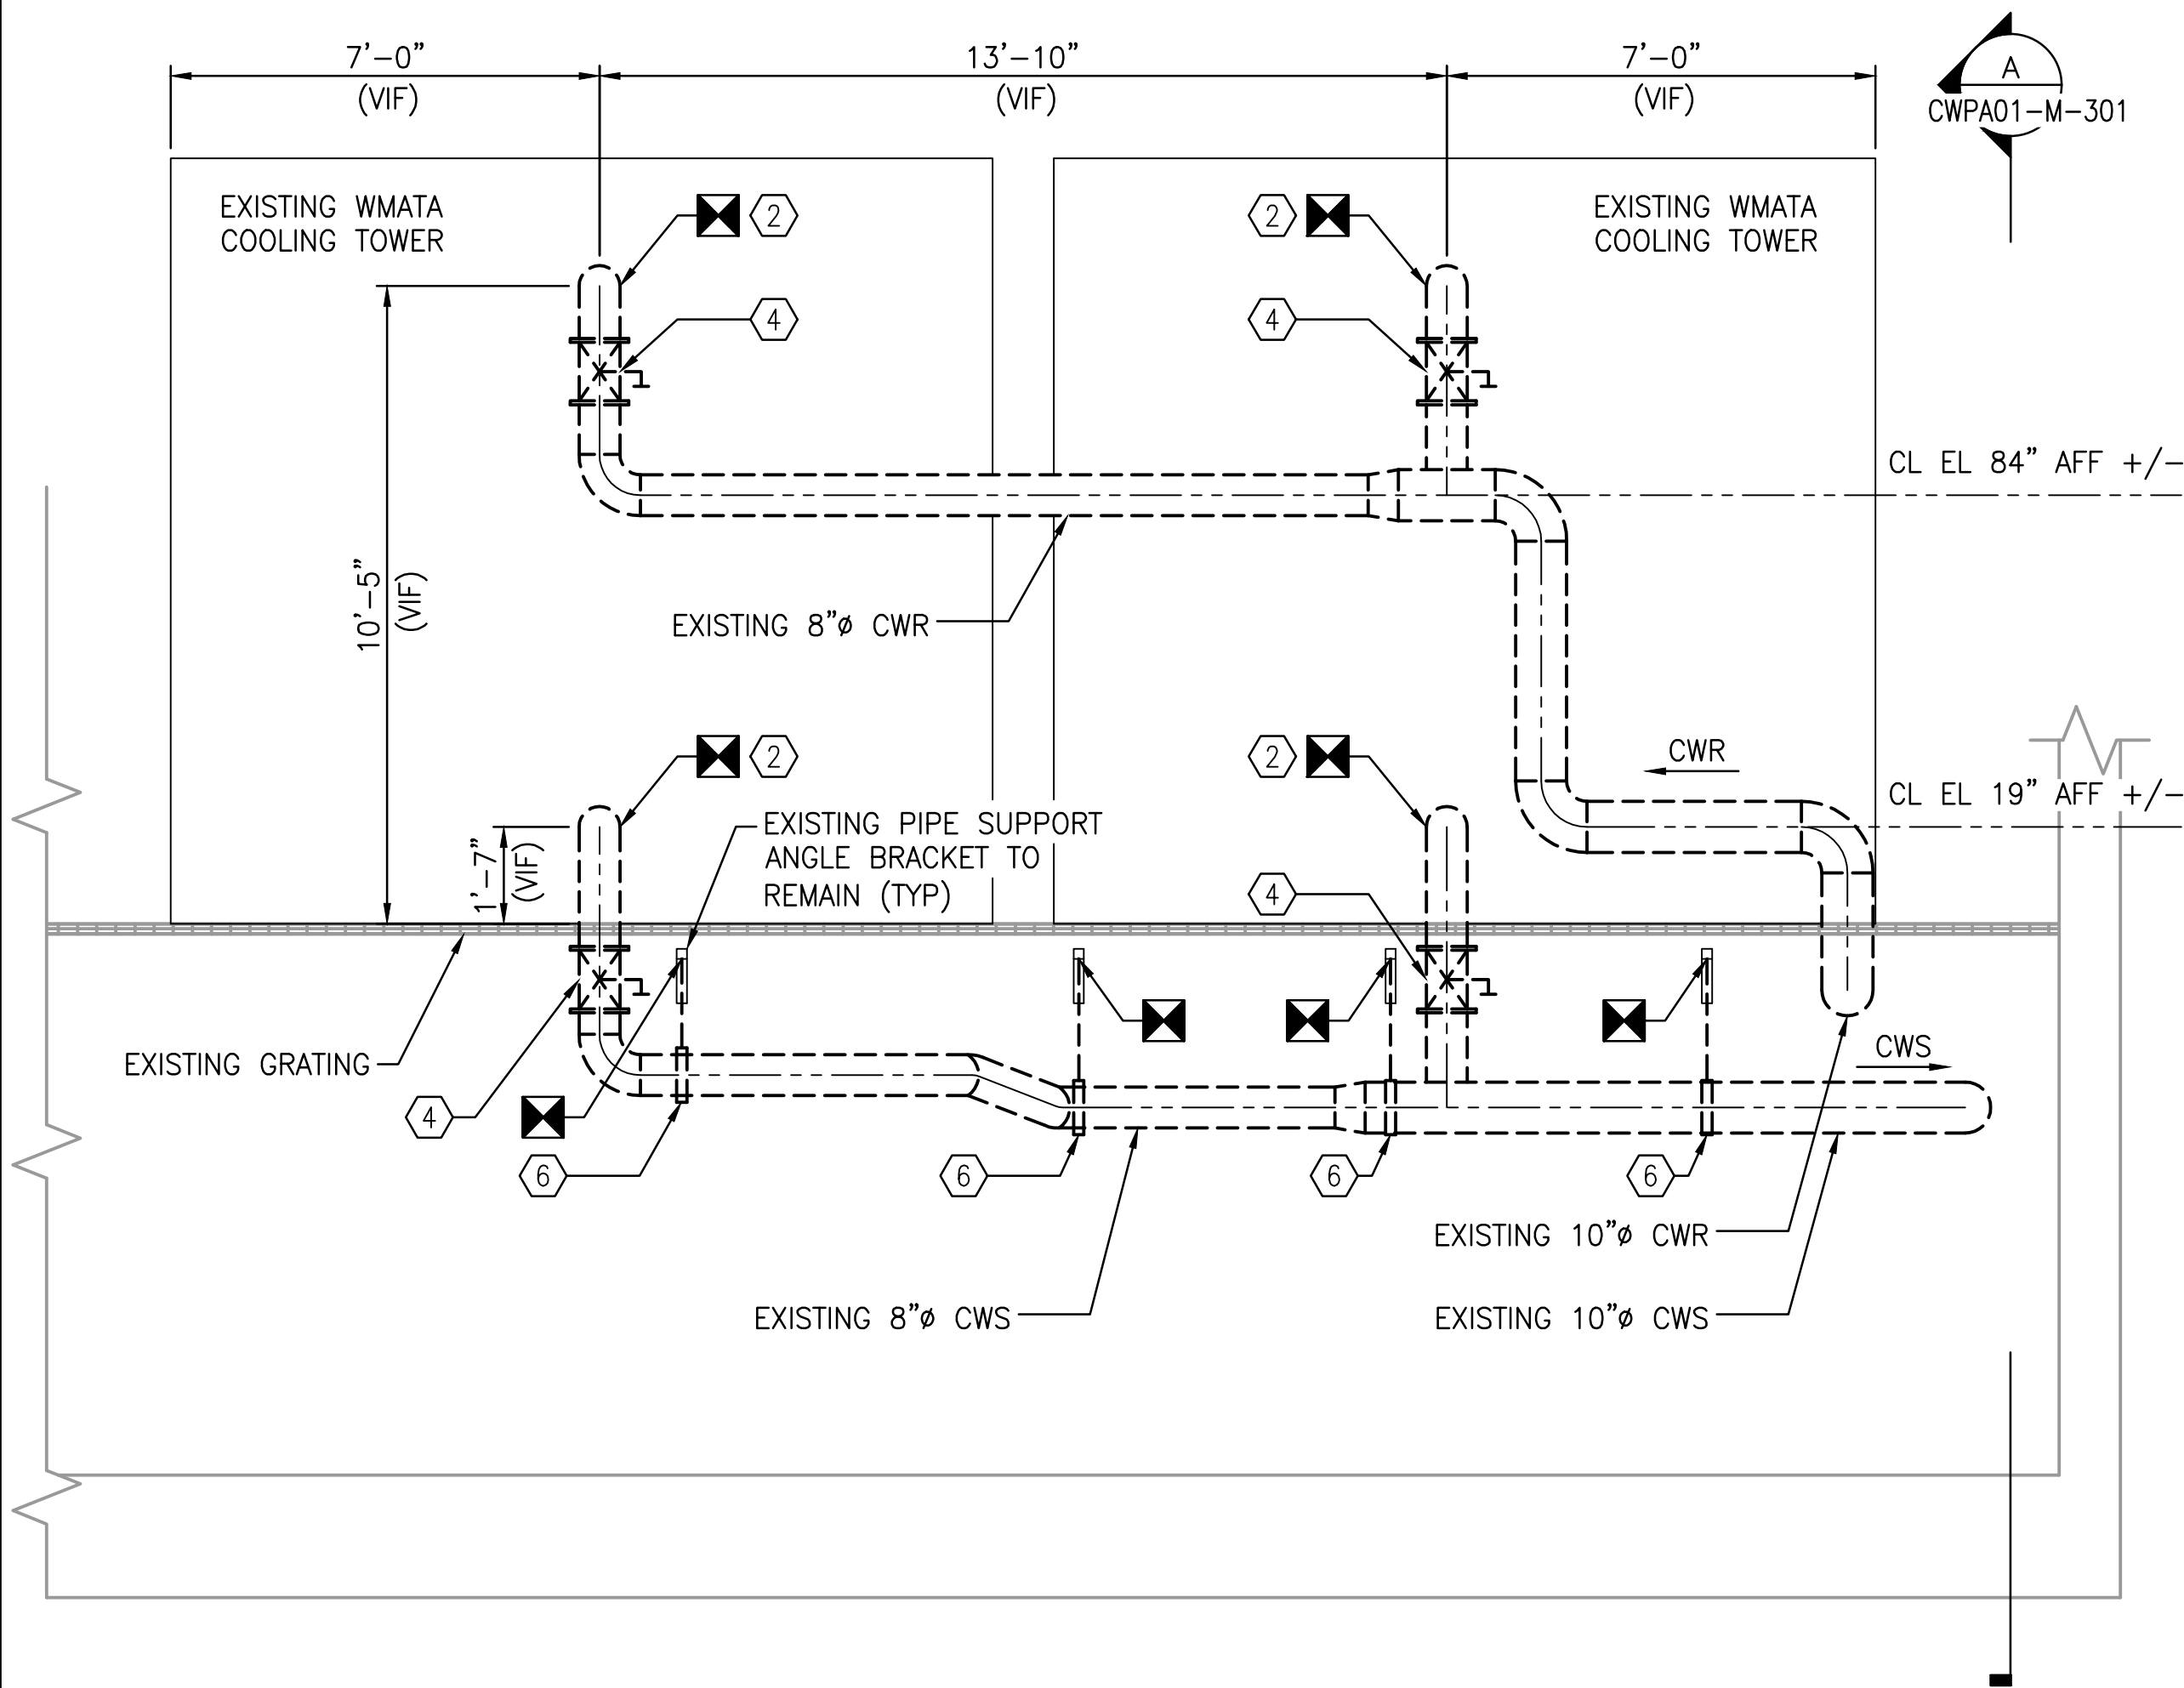 7'-0"
(VIF)
13'-10"
(VIF)
7'-0"
(VIF)
A
CWPA01-M-301
EXISTING WMATA
COOLING TOWER
2
2
EXISTING WMATA
COOLING TOWER
4
4
CL EL 84" AFF +/-
10'-5"
(VIF)
EXISTING 8"ø CWR
2
2
CWR
CL EL 19" AFF +/-
1'-7"
(VIF)
EXISTING PIPE SUPPORT
ANGLE BRACKET TO
REMAIN (TYP)
4
EXISTING GRATING
CWS
4
6
6
6
6
EXISTING 10"ø CWR
EXISTING 8"ø CWS
EXISTING 10"ø CWS